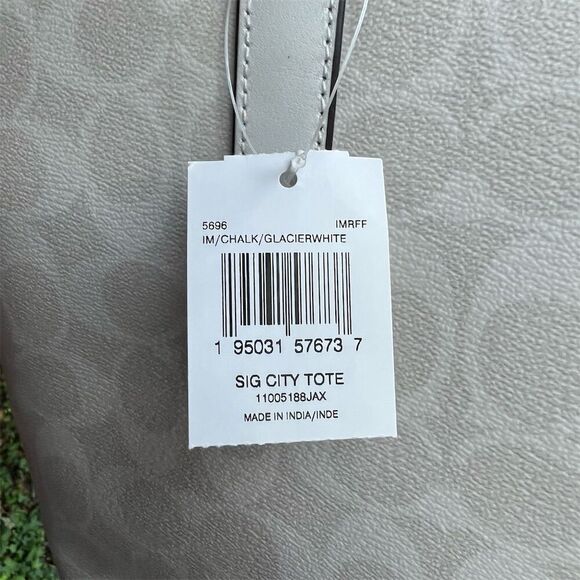 5696 IMRFF
IM/CHALK/GLACIERWHITE
1 95031 57673 7
SIG CITY TOTE
11005188JAX
MADE IN INDIA/INDE